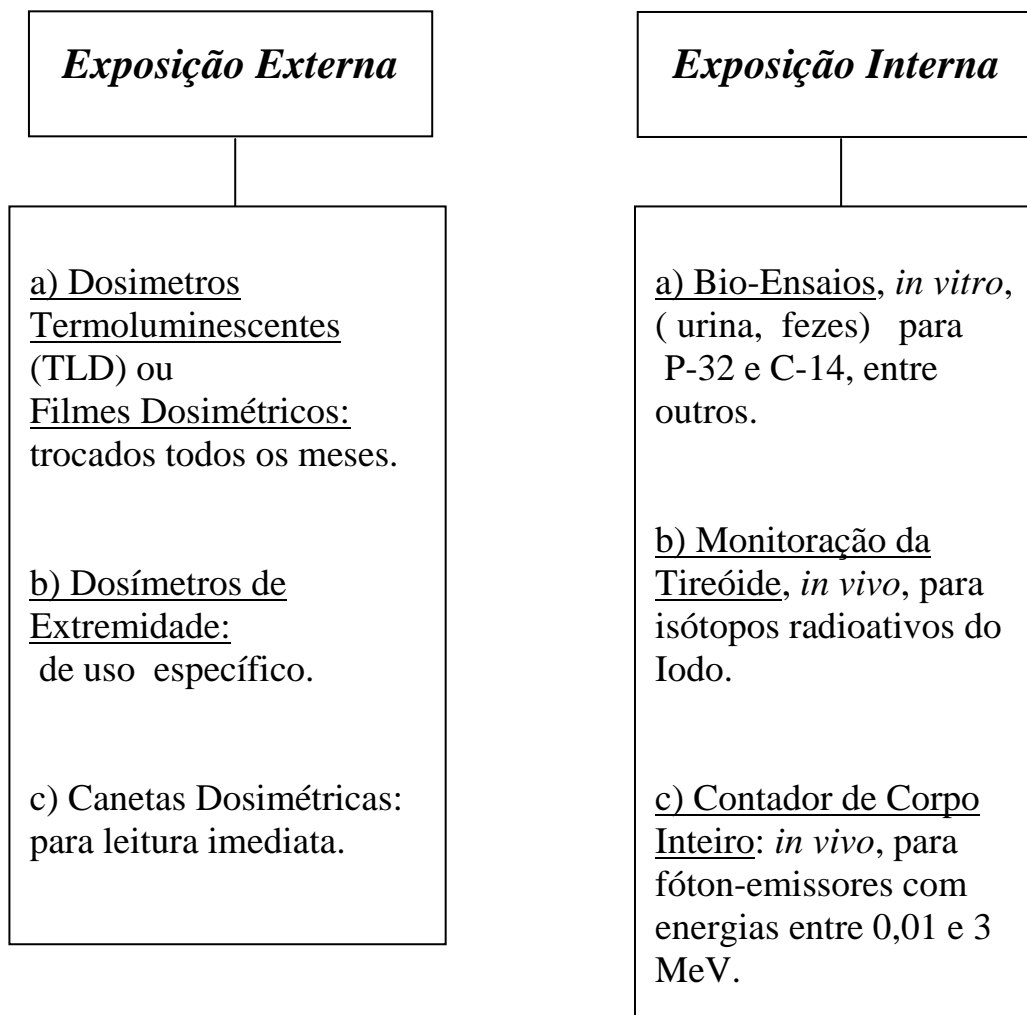 Exposição Externa
a) Dosimetros
Termoluminescentes
(TLD) ou
Filmes Dosimétricos:
trocados todos os meses.
b) Dosímetros de
Extremidade:
de uso específico.
c) Canetas Dosimétricas:
para leitura imediata.
Exposição Interna
a) Bio-Ensaios, in vitro,
( urina, fezes) para
P-32 e C-14, entre
outros.
b) Monitoração da
Tireóide, in vivo, para
isótopos radioativos do
Iodo.
c) Contador de Corpo
Inteiro: in vivo, para
fóton-emissores com
energias entre 0,01 e 3
MeV.